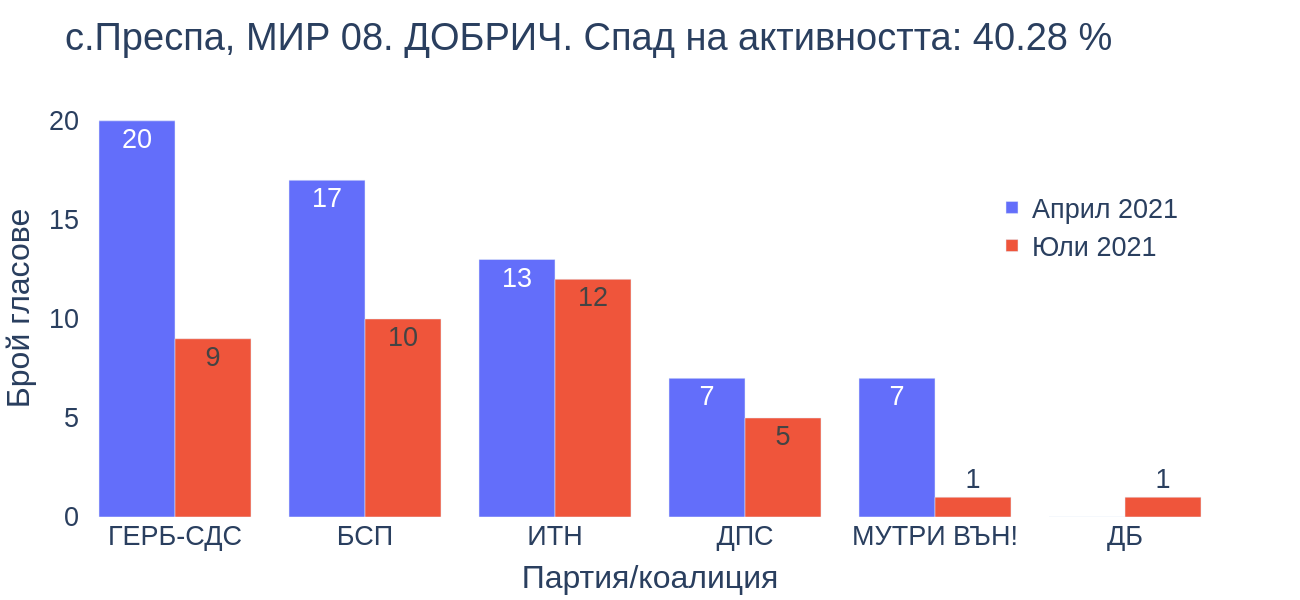 с.Преспа, МИР 08. ДОБРИЧ. Спад на активността: 40.28 %
Брой гласове
20
15
10
5
0
20
9
17
10
13
12
7
5
7
1
1
Април 2021
Юли 2021
ГЕРБ-СДС
БСП
ИТН
ДПС
МУТРИ ВЪН!
ДБ
Партия/коалиция